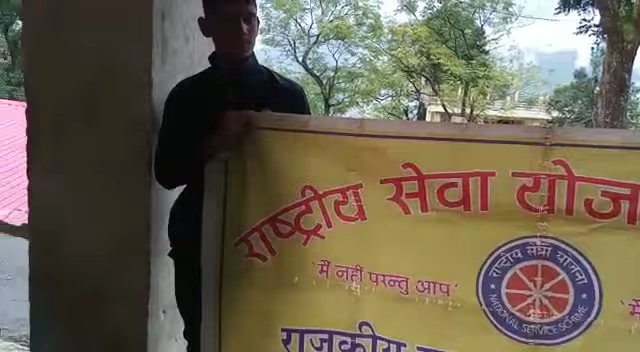 राष्ट्रीय सेवा
मैं नहीं परन्तु आप
राष्ट्रीय सेवा योजना
NATIONAL SERVICE SCHEME
राजकीय